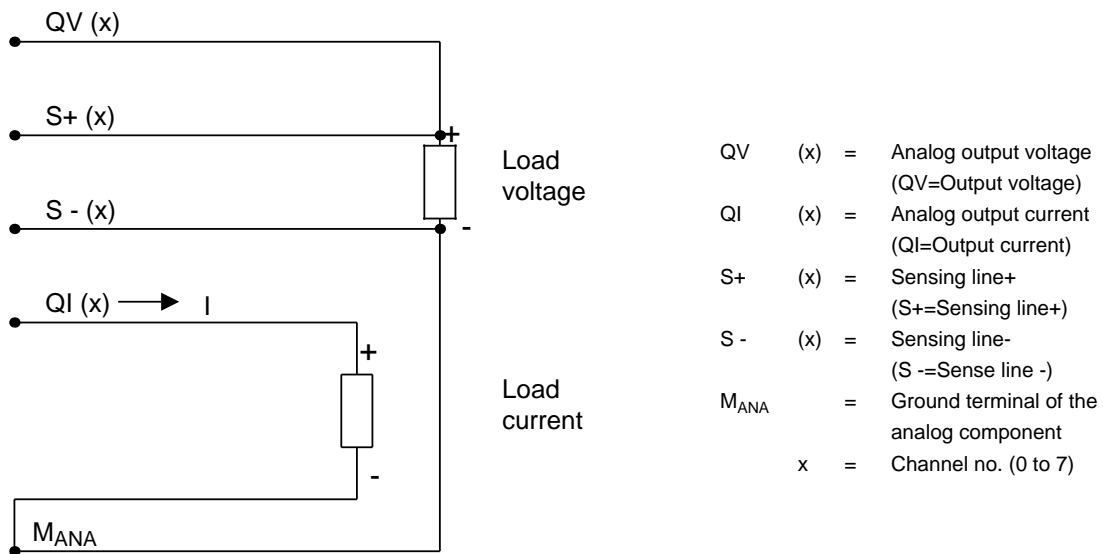 QV (x)
S+ (x)
+
Load
voltage
S - (x)
-
QI (x) I
+
Load
current
-
MANA
QV (x) = Analog output voltage
(QV=Output voltage)
QI (x) = Analog output current
(QI=Output current)
S+ (x) = Sensing line+
(S+=Sensing line+)
S - (x) = Sensing line-
(S -=Sense line -)
MANA = Ground terminal of the
analog component
x = Channel no. (0 to 7)